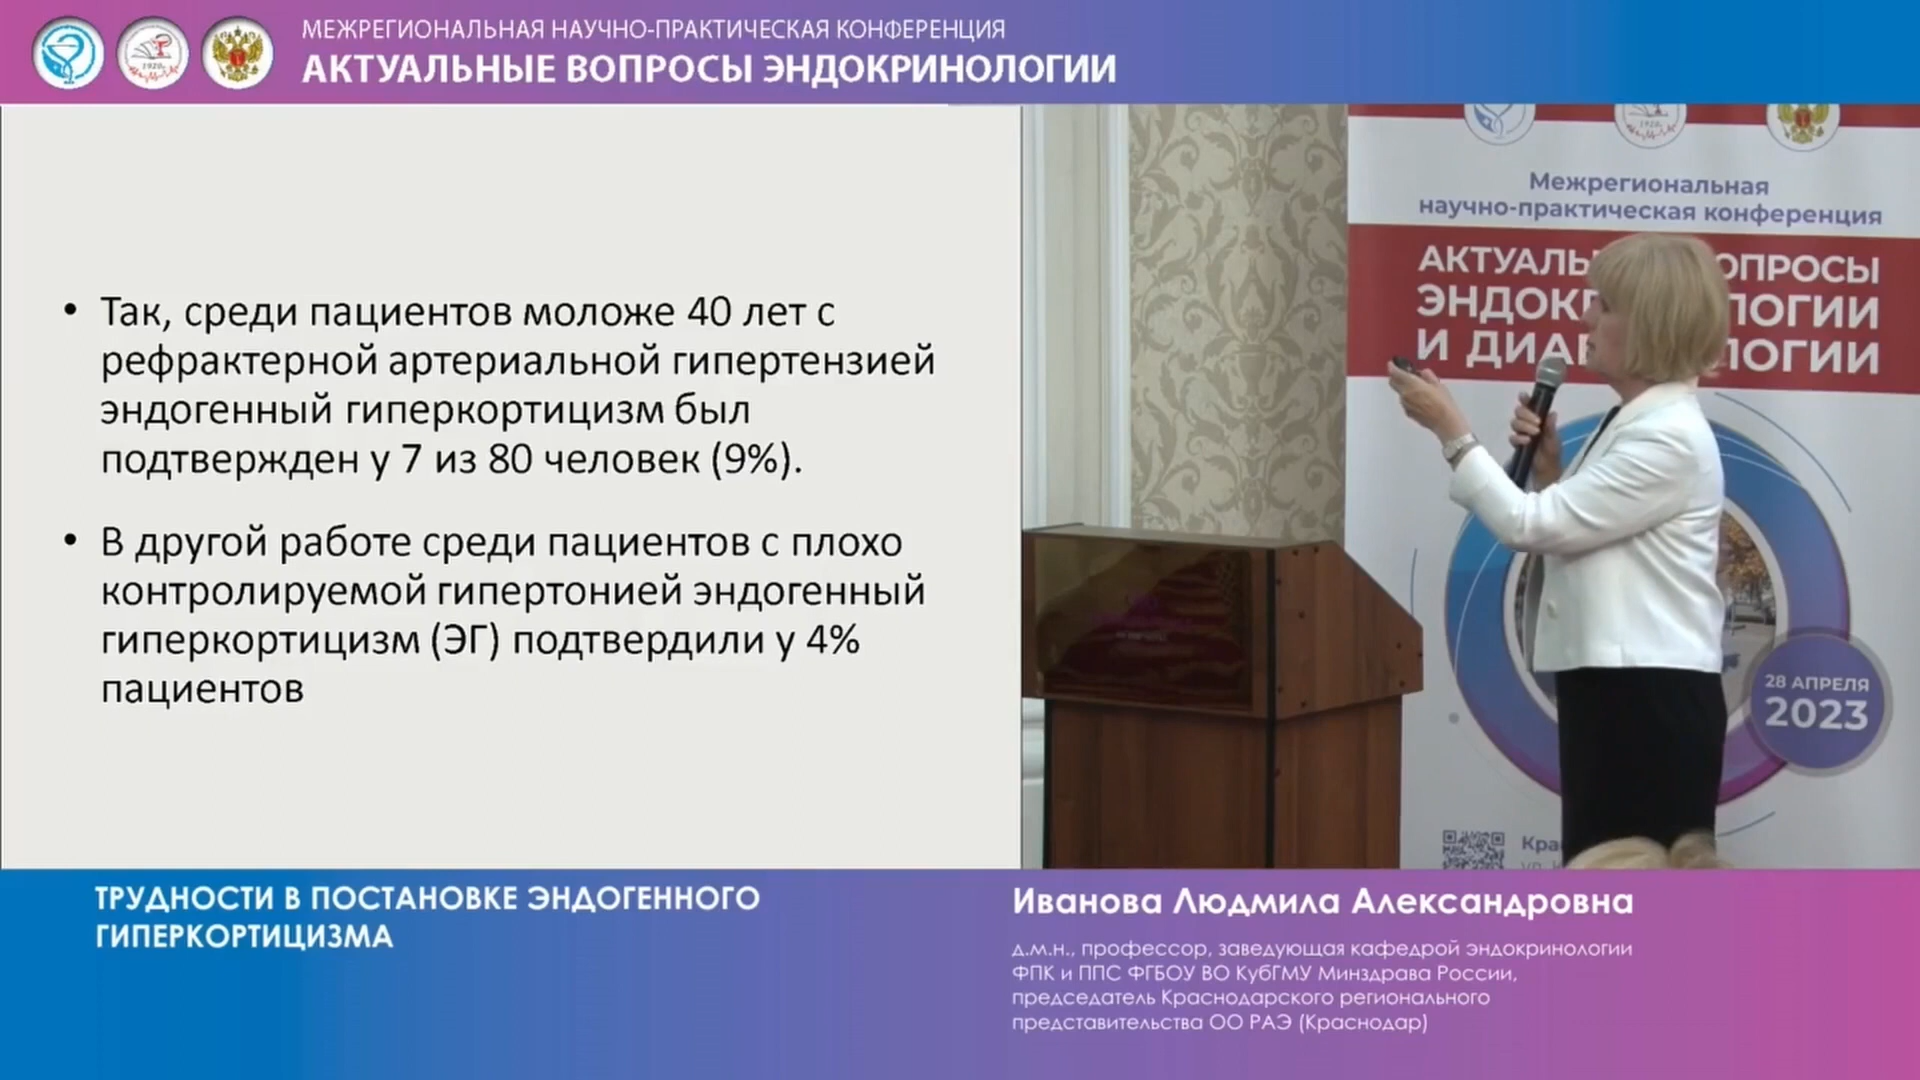 МЕЖРЕГИОНАЛЬНАЯ НАУЧНО-ПРАКТИЧЕСКАЯ КОНФЕРЕНЦИЯ
АКТУАЛЬНЫЕ ВОПРОСЫ ЭНДОКРИНОЛОГИИ
• Так, среди пациентов моложе 40 лет с
рефрактерной артериальной гипертензией
эндогенный гиперкортицизм был
подтвержден у 7 из 80 человек (9%).
• В другой работе среди пациентов с плохо
контролируемой гипертонией эндогенный
гиперкортицизм (ЭГ) подтвердили у 4%
пациентов
Межрегиональная
научно-практическая конференция
ОПРОСЫ
И
28 АПРЕЛЯ
2023
ТРУДНОСТИ В ПОСТАНОВКЕ ЭНДОГЕННОГО
ГИПЕРКОРТИЦИЗМА
Иванова Людмила Александровна
д.м.н., профессор, заведующая кафедрой эндокринологии
ФПК и ППС ФГБОУ ВО КубГМУ Минздрава России,
председатель Краснодарского регионального
представительства ОО РАЭ (Краснодар)